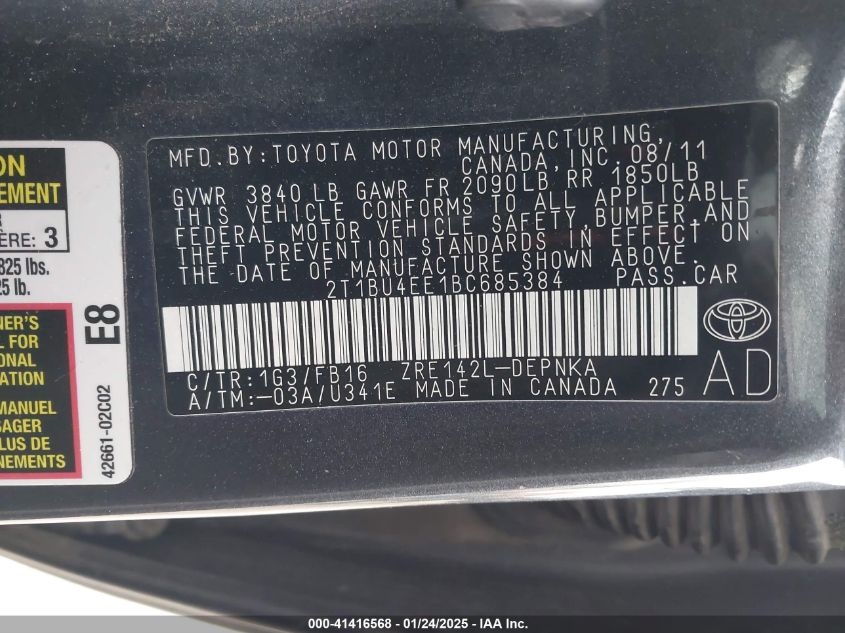 ON
EMENT
ÈRE: 3
825 lbs.
5 lb.
NER'S
L FOR
ONAL
ATION
MANUEL
SAGER
LUS DE
NEMENTS
E8
42661-02C02
MFD. BY: TOYOTA MOTOR MANUFACTURING,
CANADA, INC. 08/11
GVWR 3840 LB GAWR FR 2090LB RR 1850LB
THIS VEHICLE CONFORMS TO ALL APPLICABLE
FEDERAL MOTOR VEHICLE SAFETY, BUMPER, AND
THEFT PREVENTION STANDARDS IN EFFECT ON
THE DATE OF MANUFACTURE SHOWN ABOVE.
2T1BU4EE1BC685384 PASS. CAR
C/TR: 1G3/FB16 ZRE142L-DEPNKA
A/TM:-03A/U341E MADE IN CANADA 275
AD
000-41416568 - 01/24/2025 - IAA Inc.